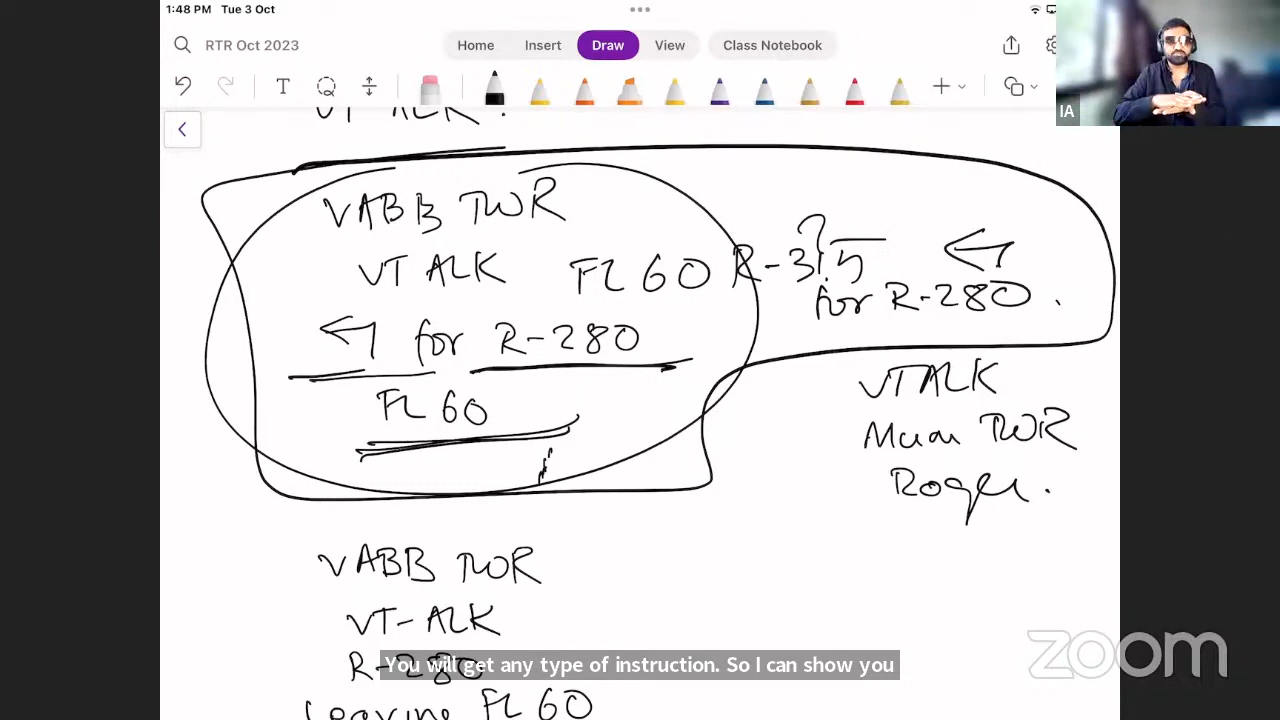 1:48 PM Tue 3 Oct
RTR Oct 2023
Home Insert Draw View Class Notebook
T
IA
VT ALK .
VABB TWR
VT ALK FL 60 R-315
for R-280 .
for R-280
FL 60
VTALK
Mum TWR
Roger .
VABB TWR
VT-ALK
R-280
You will get any type of instruction. So I can show you
Leaving FL 60
zoom